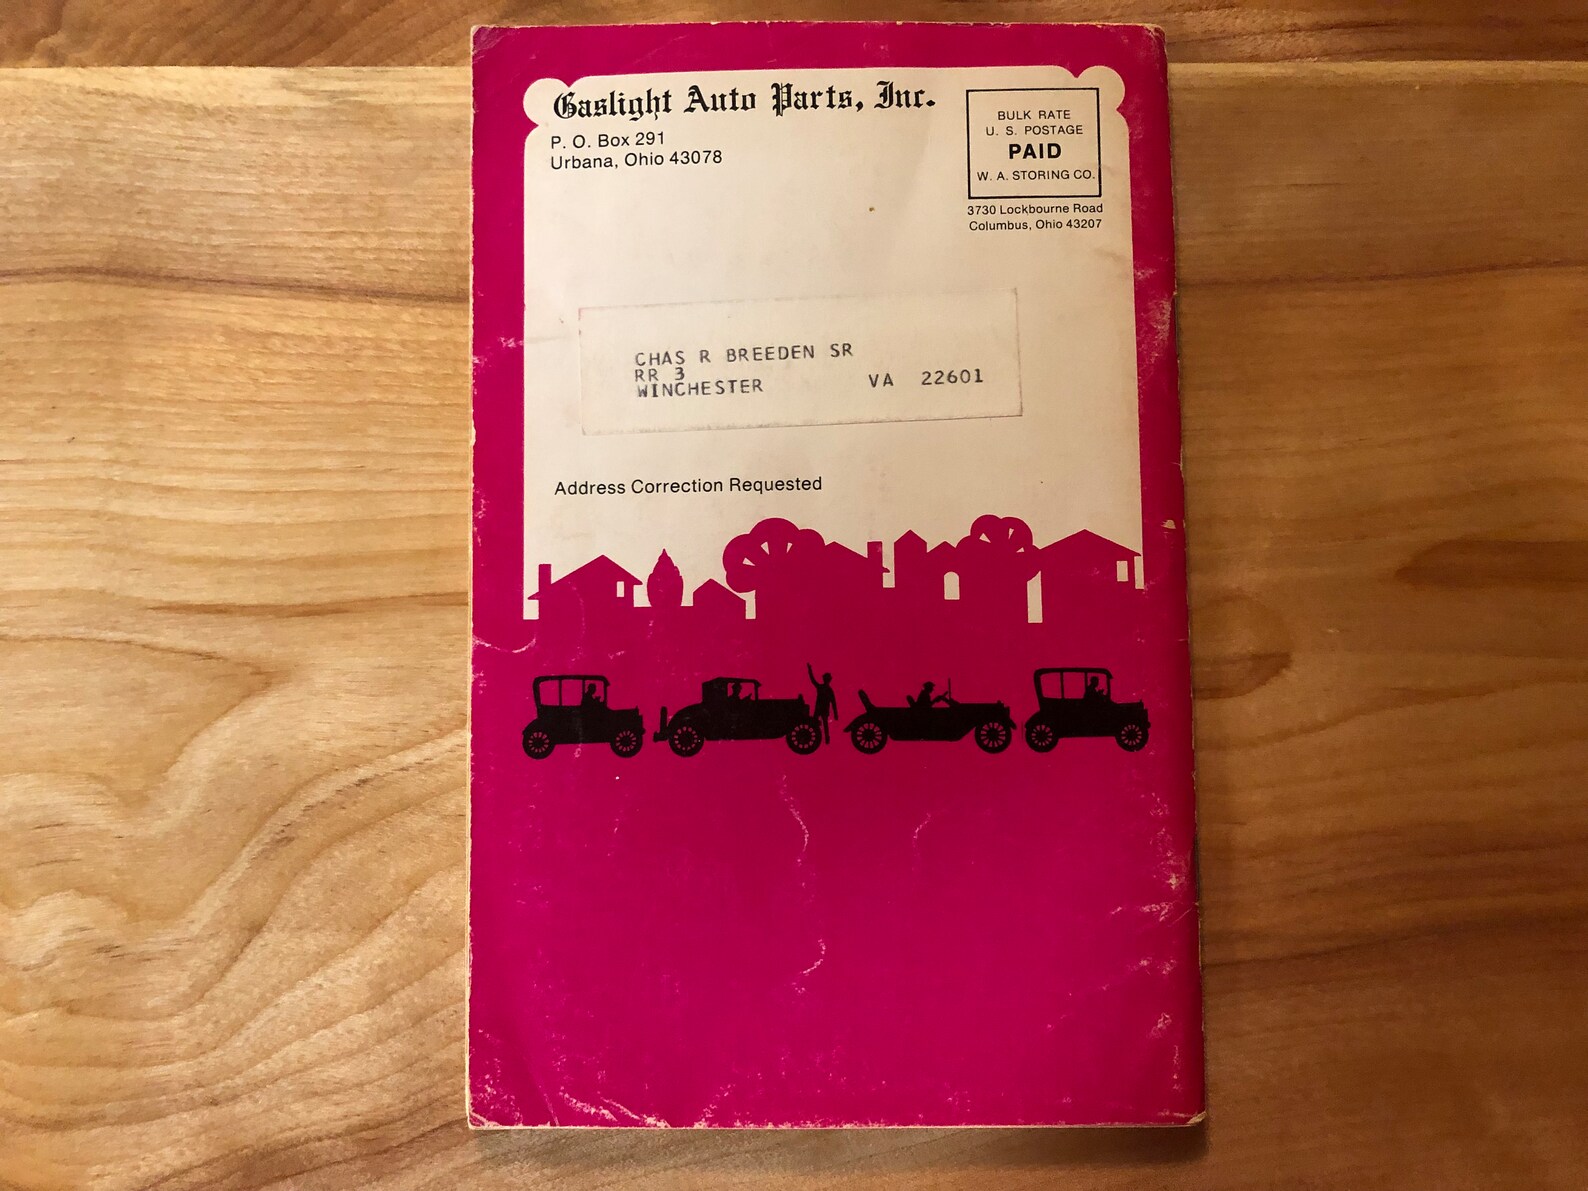 Gaslight Auto Parts, Inc.
P. O. Box 291
Urbana, Ohio 43078
BULK RATE
U. S. POSTAGE
PAID
W. A. STORING CO.
3730 Lockbourne Road
Columbus, Ohio 43207
CHAS R BREEDEN SR
RR 3
WINCHESTER VA 22601
Address Correction Requested